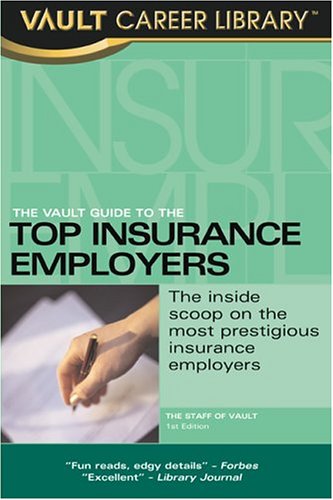 VAULT CAREER LIBRARY™
INSUR
EMPL
THE VAULT GUIDE TO THE
TOP INSURANCE
EMPLOYERS
The inside
scoop on the
most prestigious
insurance
employers
THE STAFF OF VAULT
1st Edition
“Fun reads, edgy details” - Forbes
“Excellent” - Library Journal